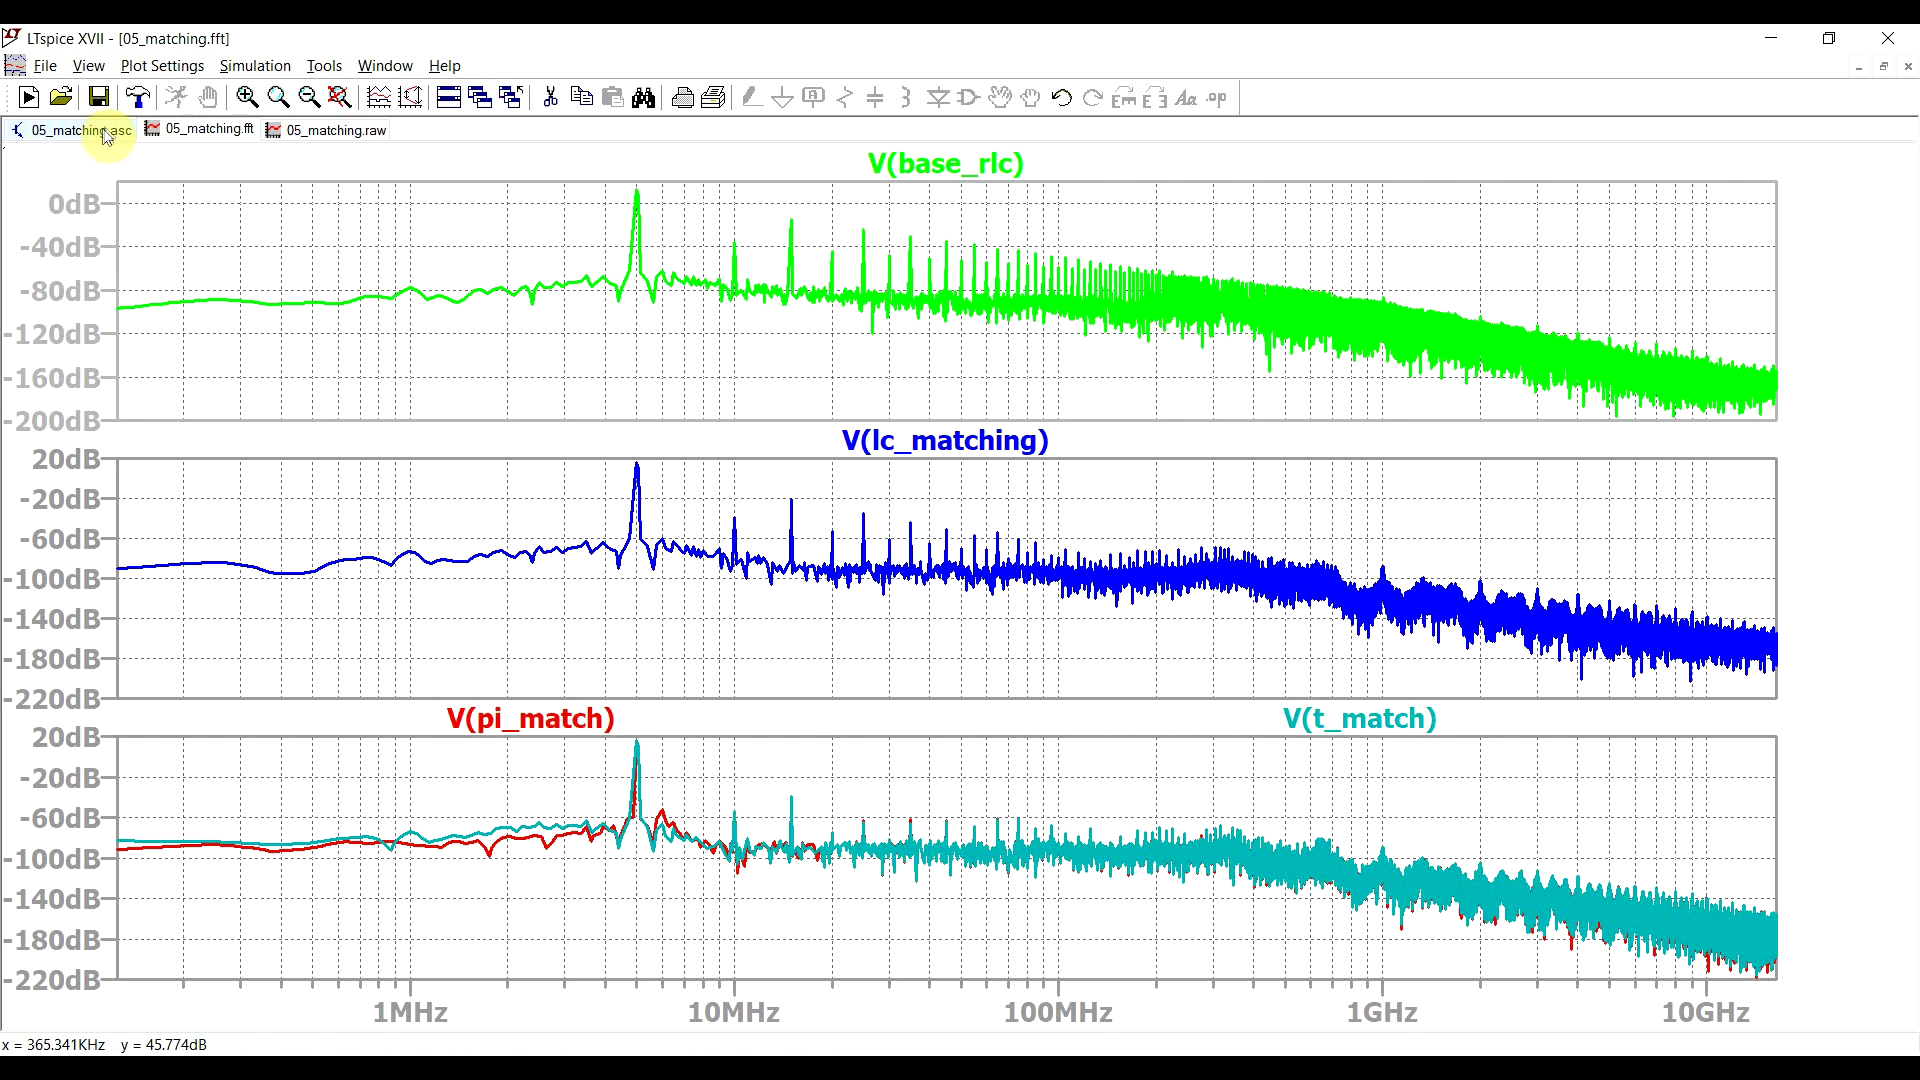 LTspice XVII - [05_matching.fft]
File View Plot Settings Simulation Tools Window Help
05_matching.asc 05_matching.fft 05_matching.raw
V(base_rlc)
0dB
-40dB
-80dB
-120dB
-160dB
-200dB
V(lc_matching)
20dB
-20dB
-60dB
-100dB
-140dB
-180dB
-220dB
V(pi_match) V(t_match)
20dB
-20dB
-60dB
-100dB
-140dB
-180dB
-220dB
1MHz 10MHz 100MHz 1GHz 10GHz
x = 365.341KHz y = 45.774dB